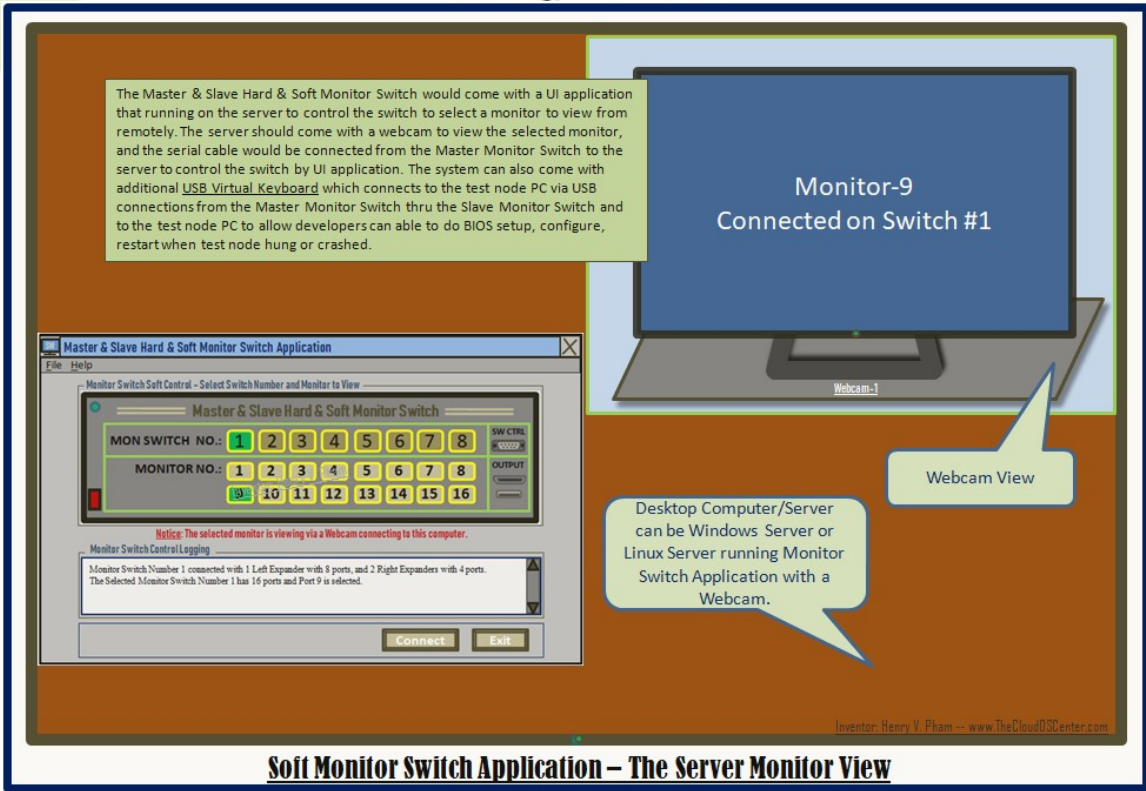 The Master & Slave Hard & Soft Monitor Switch would come with a UI application
that running on the server to control the switch to select a monitor to view from
remotely. The server should come with a webcam to view the selected monitor,
and the serial cable would be connected from the Master Monitor Switch to the
server to control the switch by UI application. The system can also come with
additional USB Virtual Keyboard which connects to the test node PC via USB
connections from the Master Monitor Switch thru the Slave Monitor Switch and
to the test node PC to allow developers can able to do BIOS setup, configure,
restart when test node hung or crashed.
Monitor-9
Connected on Switch #1
Webcam-1
Webcam View
Master & Slave Hard & Soft Monitor Switch Application
File Help
Monitor Switch Soft Control - Select Switch Number and Monitor to View
Master & Slave Hard & Soft Monitor Switch
MON SWITCH NO.: 1 2 3 4 5 6 7 8
SW CTRL
MONITOR NO.: 1 2 3 4 5 6 7 8
OUTPUT
9 10 11 12 13 14 15 16
Notice: The selected monitor is viewing via a Webcam connecting to this computer.
Monitor Switch Control Logging
Monitor Switch Number 1 connected with 1 Left Expander with 8 ports, and 2 Right Expanders with 4 ports.
The Selected Monitor Switch Number 1 has 16 ports and Port 9 is selected.
Connect Exit
Desktop Computer/Server
can be Windows Server or
Linux Server running Monitor
Switch Application with a
Webcam.
Inventor: Henry V. Pham -- www.TheCloudOSCenter.com
Soft Monitor Switch Application – The Server Monitor View